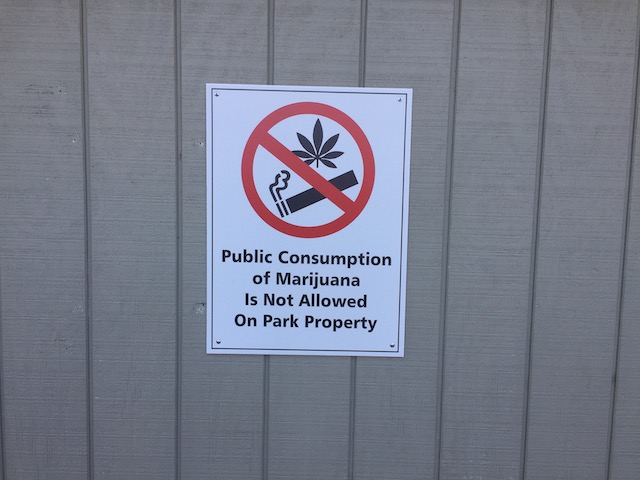 Public Consumption
of Marijuana
Is Not Allowed
On Park Property